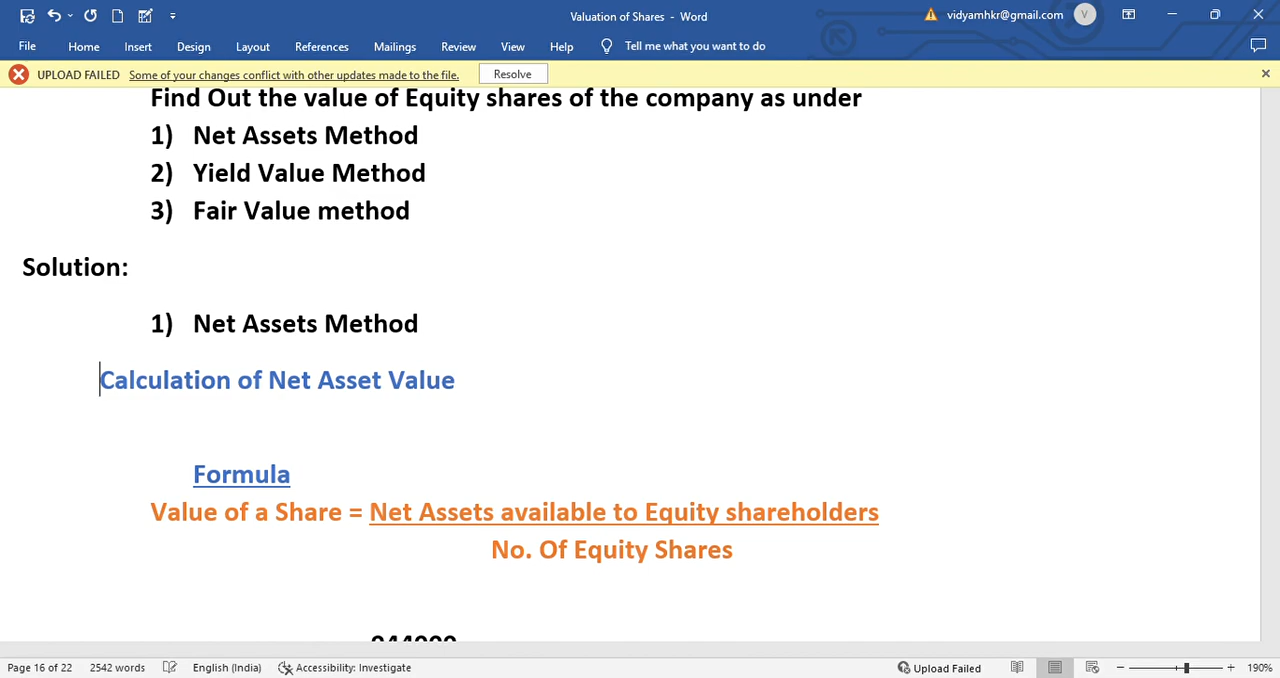 Valuation of Shares - Word
vidyamhkr@gmail.com
V
File Home Insert Design Layout References Mailings Review View Help Tell me what you want to do
UPLOAD FAILED Some of your changes conflict with other updates made to the file. Resolve
Find Out the value of Equity shares of the company as under
1) Net Assets Method
2) Yield Value Method
3) Fair Value method
Solution:
1) Net Assets Method
Calculation of Net Asset Value
Formula
Value of a Share = Net Assets available to Equity shareholders
No. Of Equity Shares
Page 16 of 22 2542 words English (India) Accessibility: Investigate Upload Failed 190%